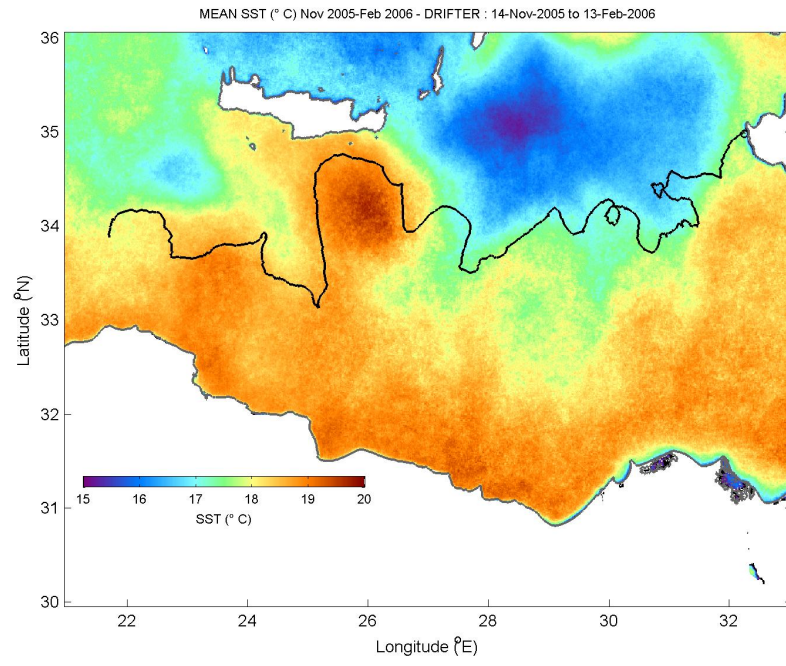 MEAN SST (° C) Nov 2005-Feb 2006 - DRIFTER : 14-Nov-2005 to 13-Feb-2006
36
35
34
33
32
31
30
Latitude (°N)
15 16 17 18 19 20
SST (° C)
22 24 26 28 30 32
Longitude (°E)